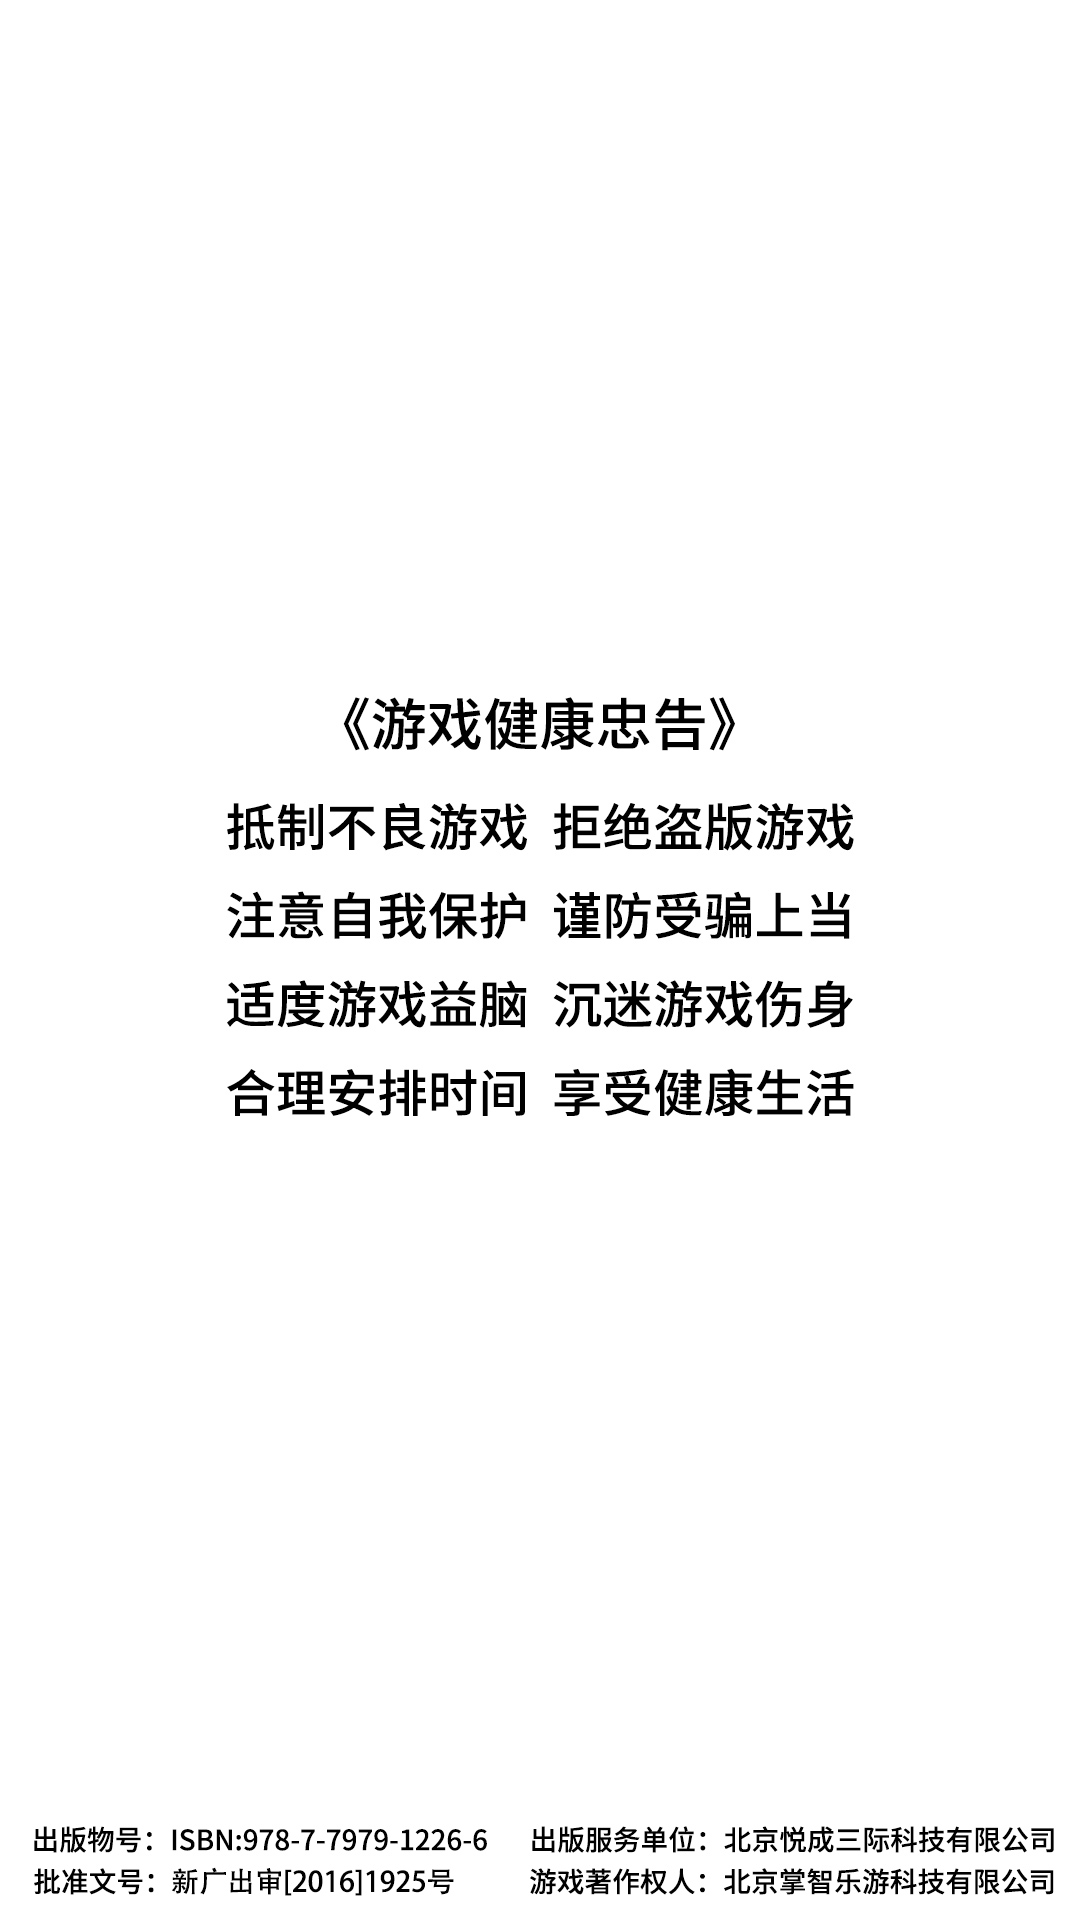 《游戏健康忠告》
抵制不良游戏 拒绝盗版游戏
注意自我保护 谨防受骗上当
适度游戏益脑 沉迷游戏伤身
合理安排时间 享受健康生活
出版物号：ISBN:978-7-7979-1226-6 出版服务单位：北京悦成三际科技有限公司
批准文号：新广出审[2016]1925号 游戏著作权人：北京掌智乐游科技有限公司